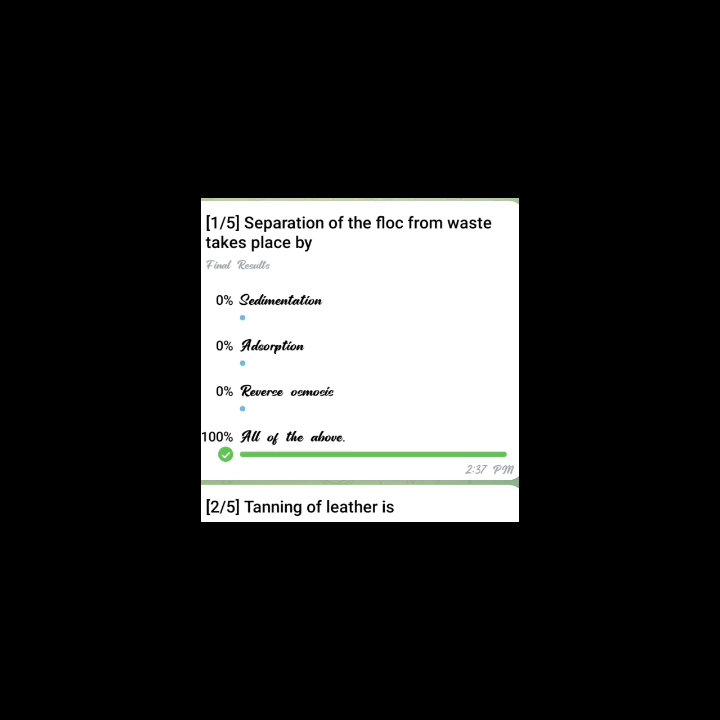 [1/5] Separation of the floc from waste
takes place by
Final Results
0% Sedimentation
0% Adsorption
0% Reverse osmosis
100% All of the above.
2:37 PM
[2/5] Tanning of leather is